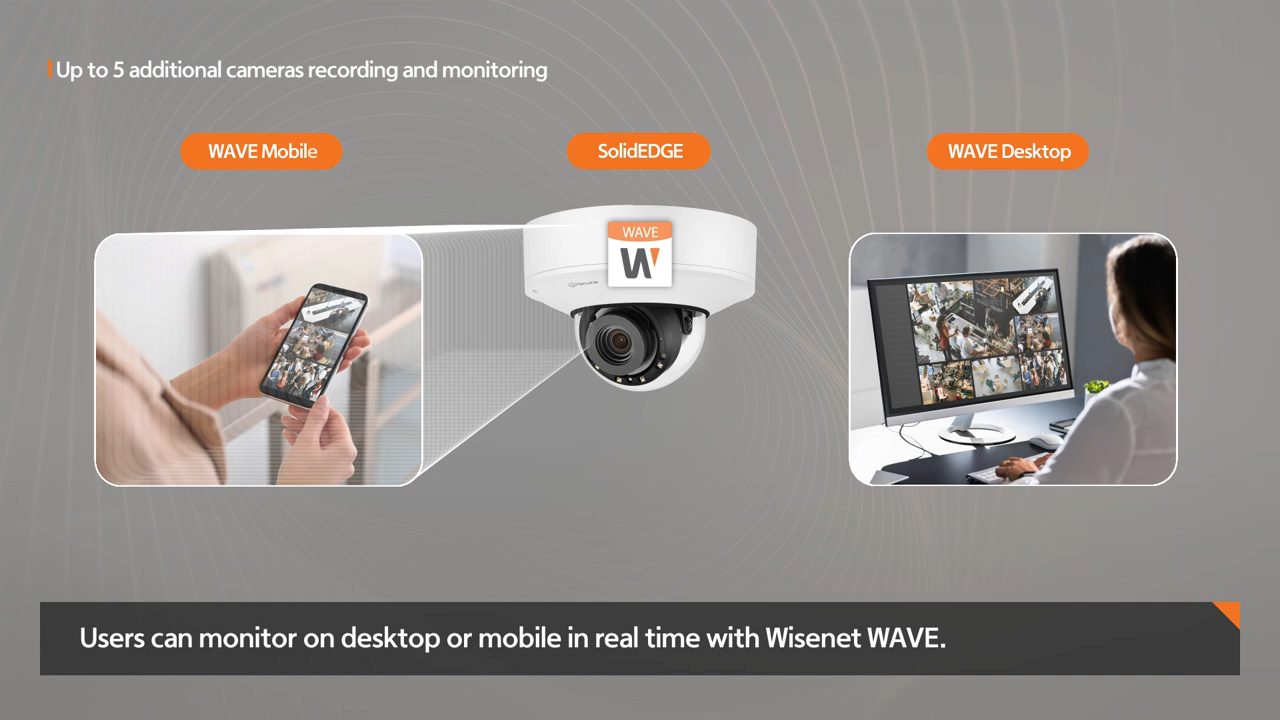 Up to 5 additional cameras recording and monitoring
WAVE Mobile
SolidEDGE
WAVE Desktop
WAVE
W
Users can monitor on desktop or mobile in real time with Wisenet WAVE.